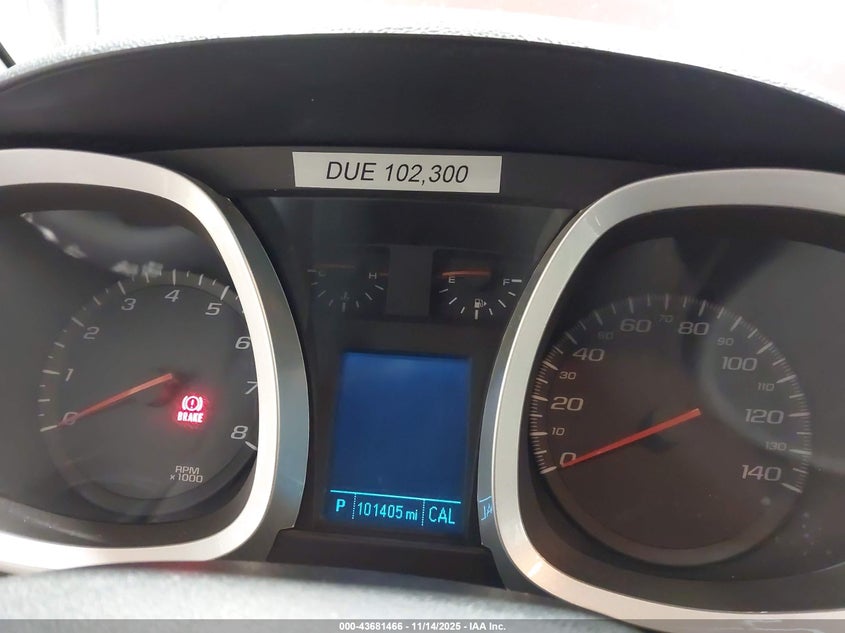 DUE 102,300
C H
E F
1 2 3 4 5 6 7 8
0
BRAKE
RPM
x1000
P 101405 mi CAL
0 10 20 30 40 50 60 70 80 90 100 110 120 130 140
000-43681466 - 11/14/2025 - IAA Inc.